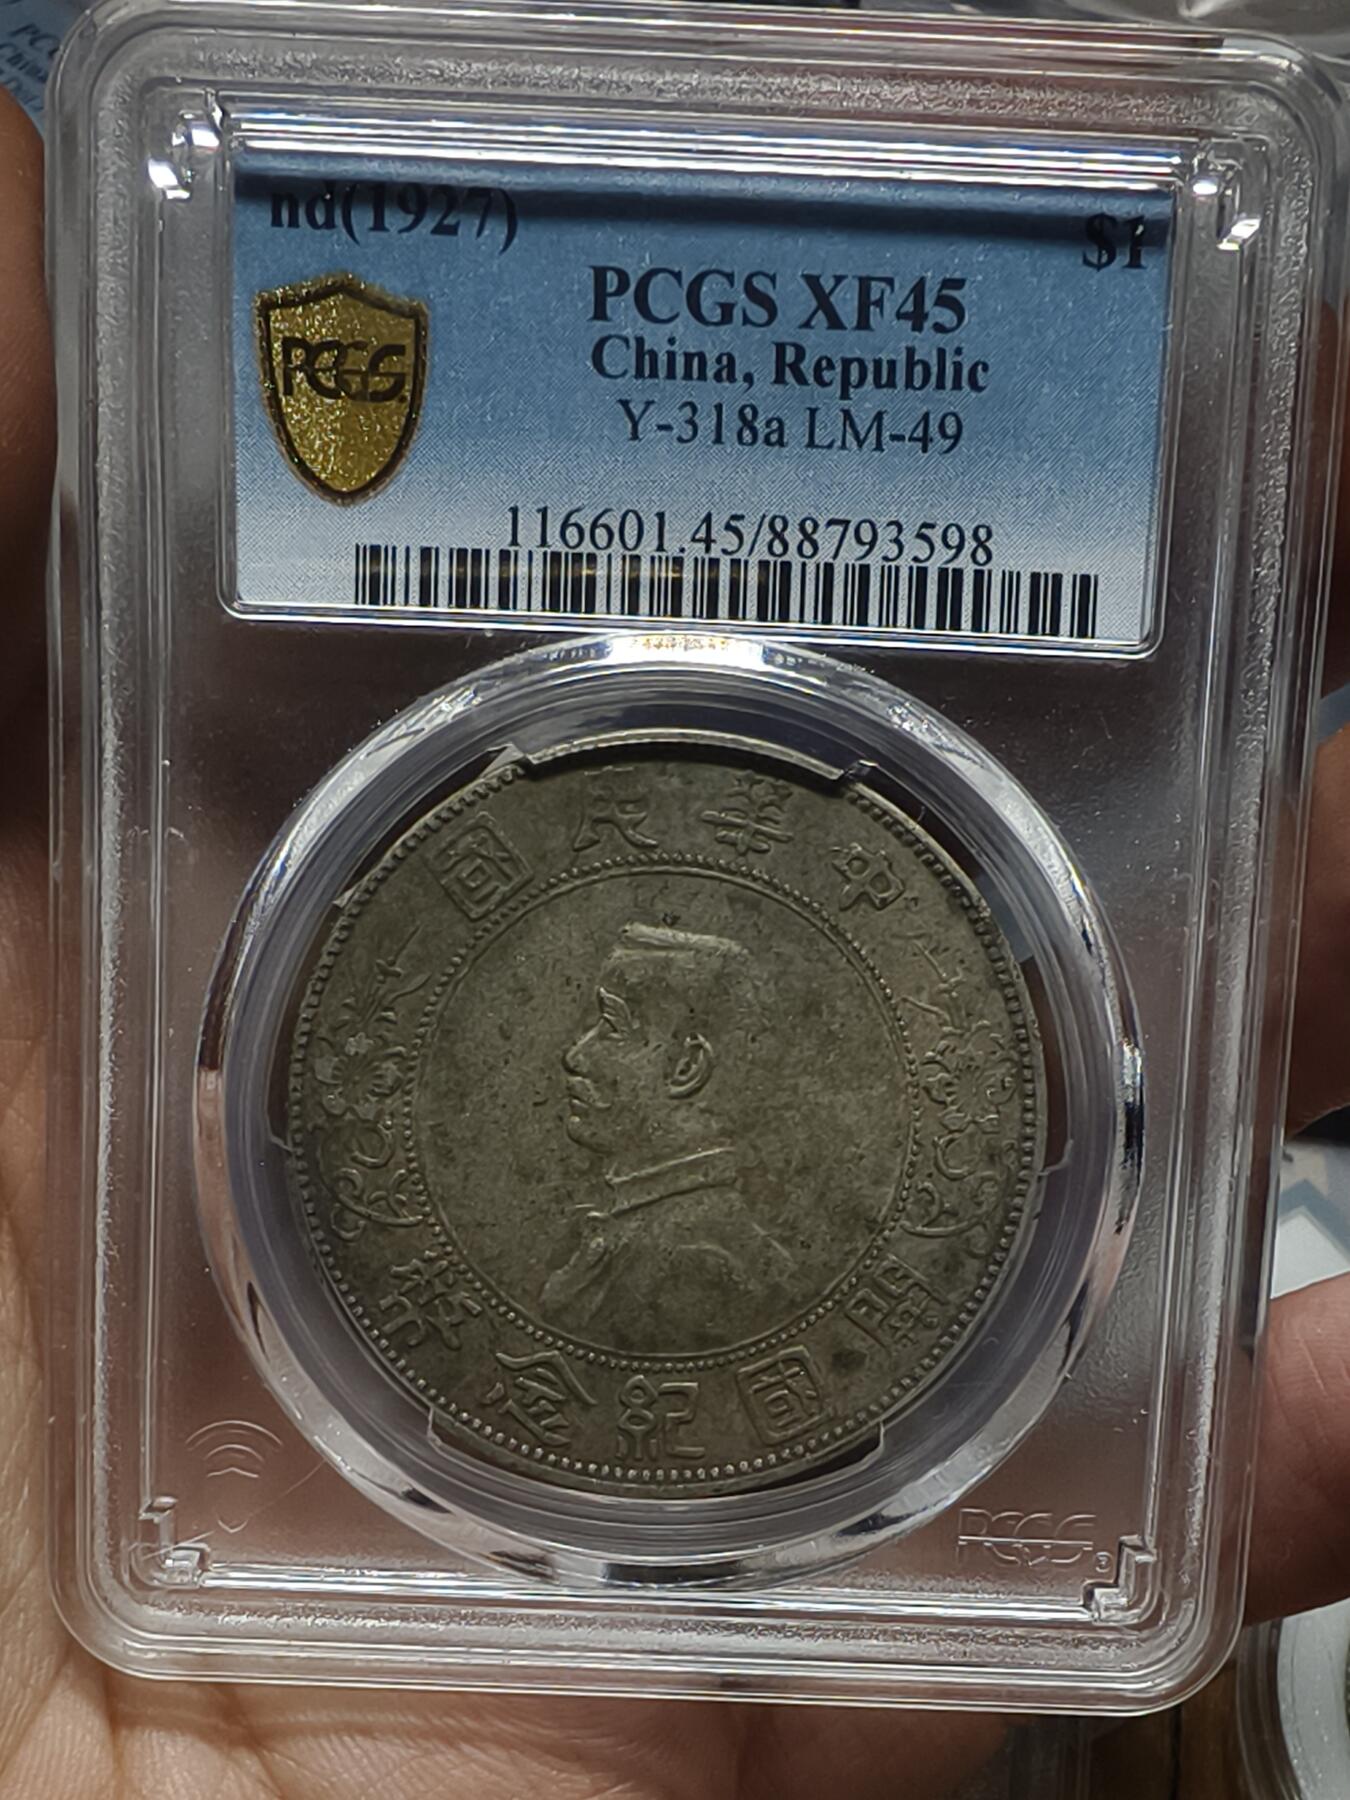 nd(1927) $1
PCGS XF45
PCGS
China, Republic
Y-318a LM-49
116601.45/88793598
中華民國
開國紀念幣
PCGS